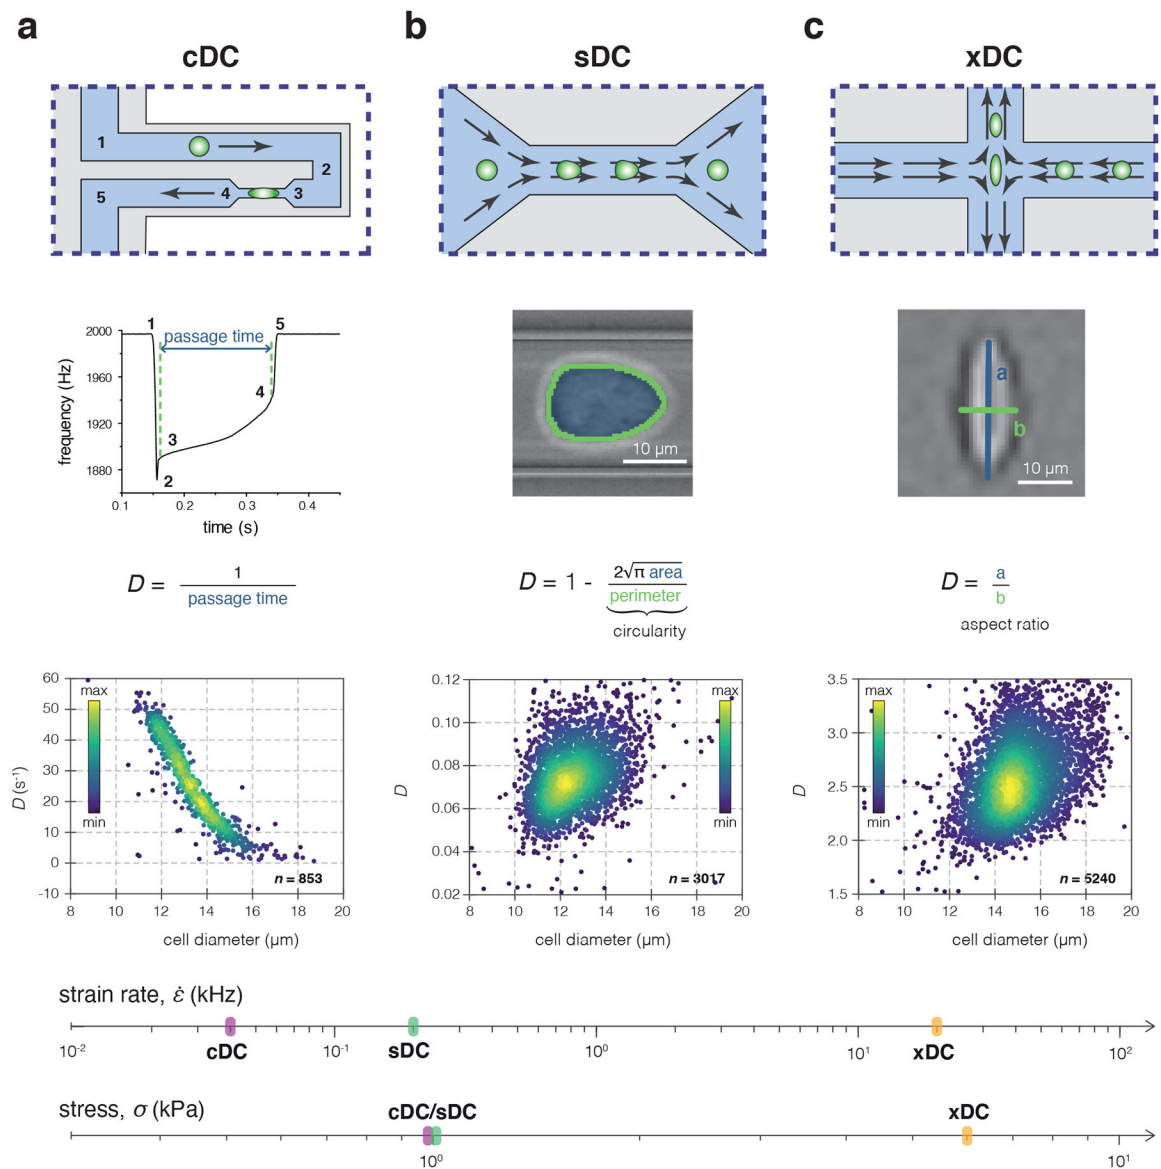 a
cDC
1
2
3
4
5
b
sDC
c
xDC
frequency (Hz)
2000
1960
1920
1880
0.1
0.2
0.3
0.4
time (s)
1
passage time
5
4
3
2
10 µm
a
b
10 µm
D = 1 / passage time
D = 1 - 2√π area / perimeter
circularity
D = a / b
aspect ratio
D (s⁻¹)
60
50
40
30
20
10
0
-10
max
min
n = 853
8 10 12 14 16 18 20
cell diameter (µm)
D
0.12
0.10
0.08
0.06
0.04
0.02
max
min
n = 3017
8 10 12 14 16 18 20
cell diameter (µm)
D
3.5
3.0
2.5
2.0
1.5
max
min
n = 5240
8 10 12 14 16 18 20
cell diameter (µm)
strain rate, ε̇ (kHz)
10⁻² 10⁻¹ 10⁰ 10¹ 10²
cDC sDC xDC
stress, σ (kPa)
cDC/sDC xDC
10⁰ 10¹